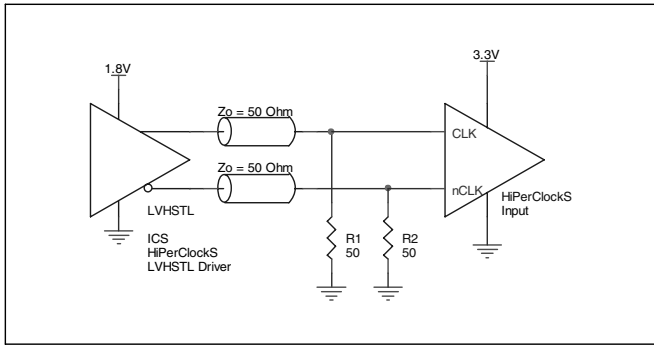 1.8V
3.3V
Zo = 50 Ohm
CLK
Zo = 50 Ohm
nCLK
HiPerClockS
Input
LVHSTL
ICS
HiPerClockS
LVHSTL Driver
R1
50
R2
50